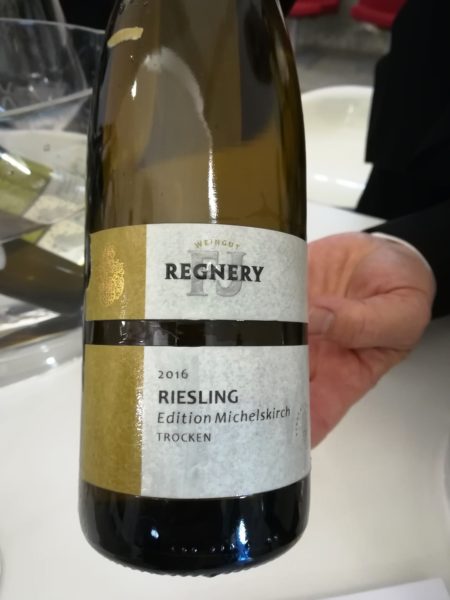 WEINGUT
FJ
REGNERY
2016
RIESLING
Edition Michelskirch
TROCKEN